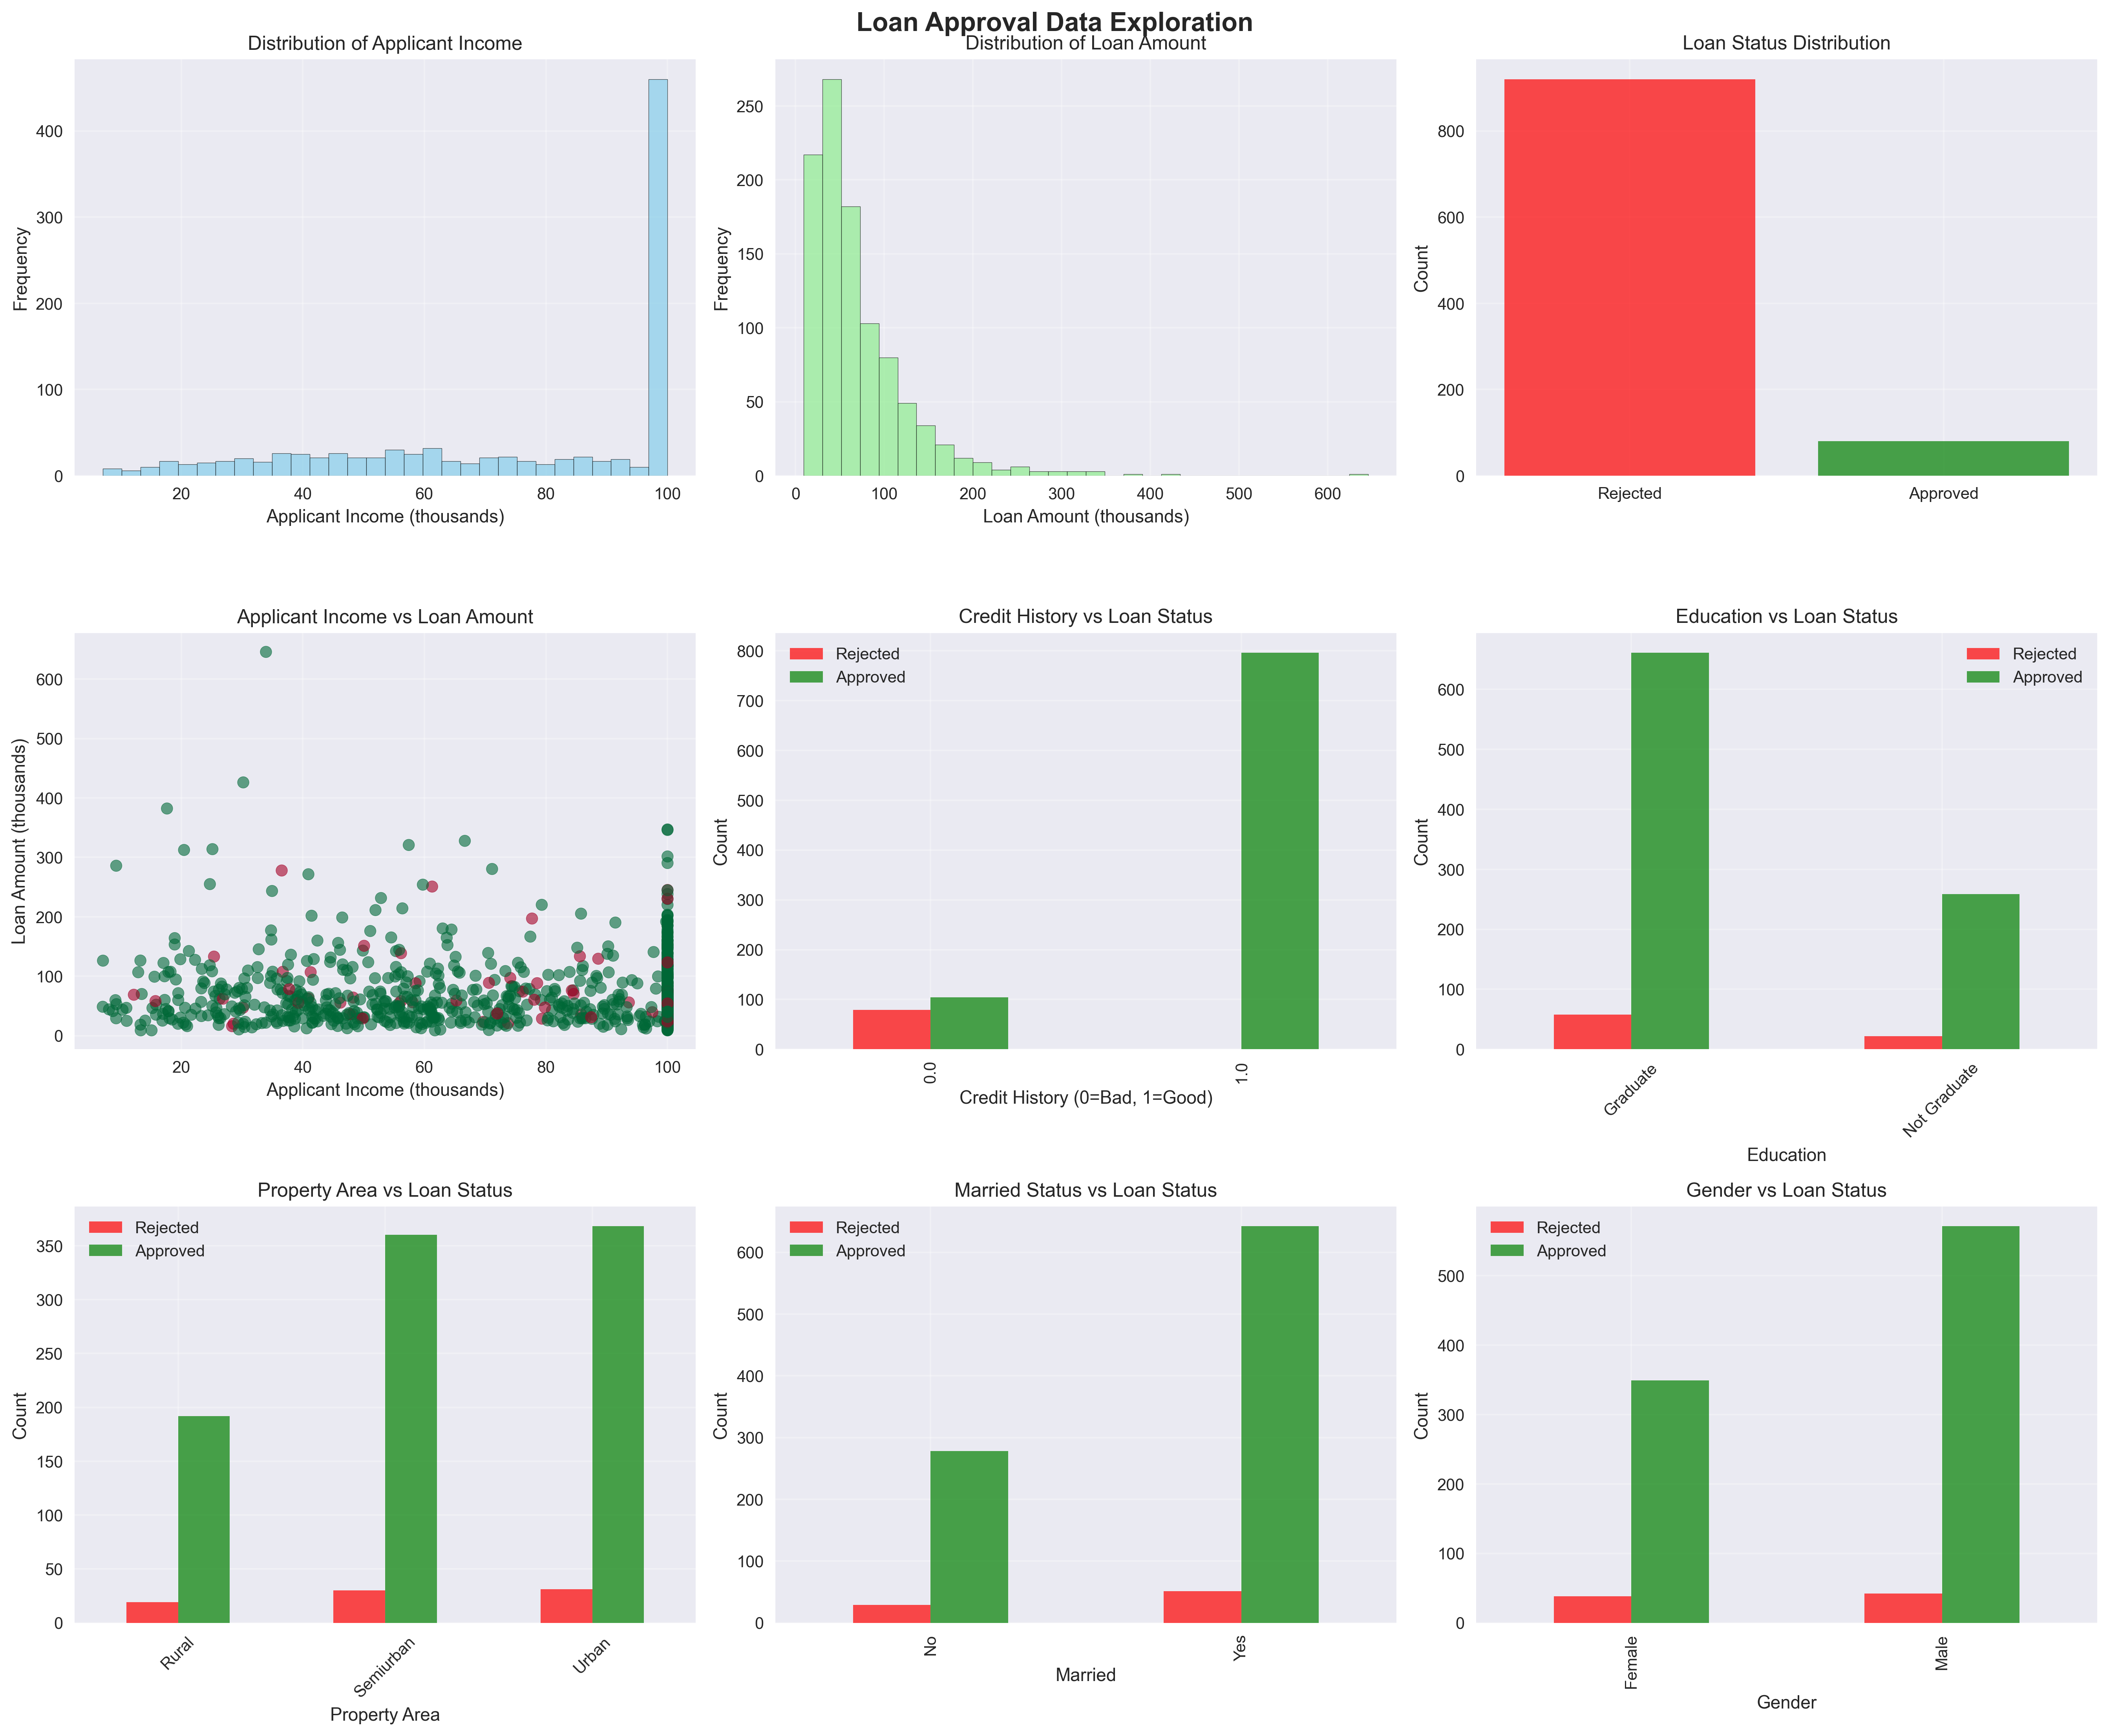 Loan Approval Data Exploration
Distribution of Applicant Income
Frequency
400
300
200
100
0
20 40 60 80 100
Applicant Income (thousands)
Distribution of Loan Amount
Frequency
250
200
150
100
50
0
0 100 200 300 400 500 600
Loan Amount (thousands)
Loan Status Distribution
Count
800
600
400
200
0
Rejected Approved
Applicant Income vs Loan Amount
Loan Amount (thousands)
600
500
400
300
200
100
0
20 40 60 80 100
Applicant Income (thousands)
Credit History vs Loan Status
Rejected
Approved
Count
800
700
600
500
400
300
200
100
0
0.0 1.0
Credit History (0=Bad, 1=Good)
Education vs Loan Status
Rejected
Approved
Count
600
500
400
300
200
100
0
Graduate Not Graduate
Education
Property Area vs Loan Status
Rejected
Approved
Count
350
300
250
200
150
100
50
0
Rural Semiurban Urban
Property Area
Married Status vs Loan Status
Rejected
Approved
Count
600
500
400
300
200
100
0
No Yes
Married
Gender vs Loan Status
Rejected
Approved
Count
500
400
300
200
100
0
Female Male
Gender